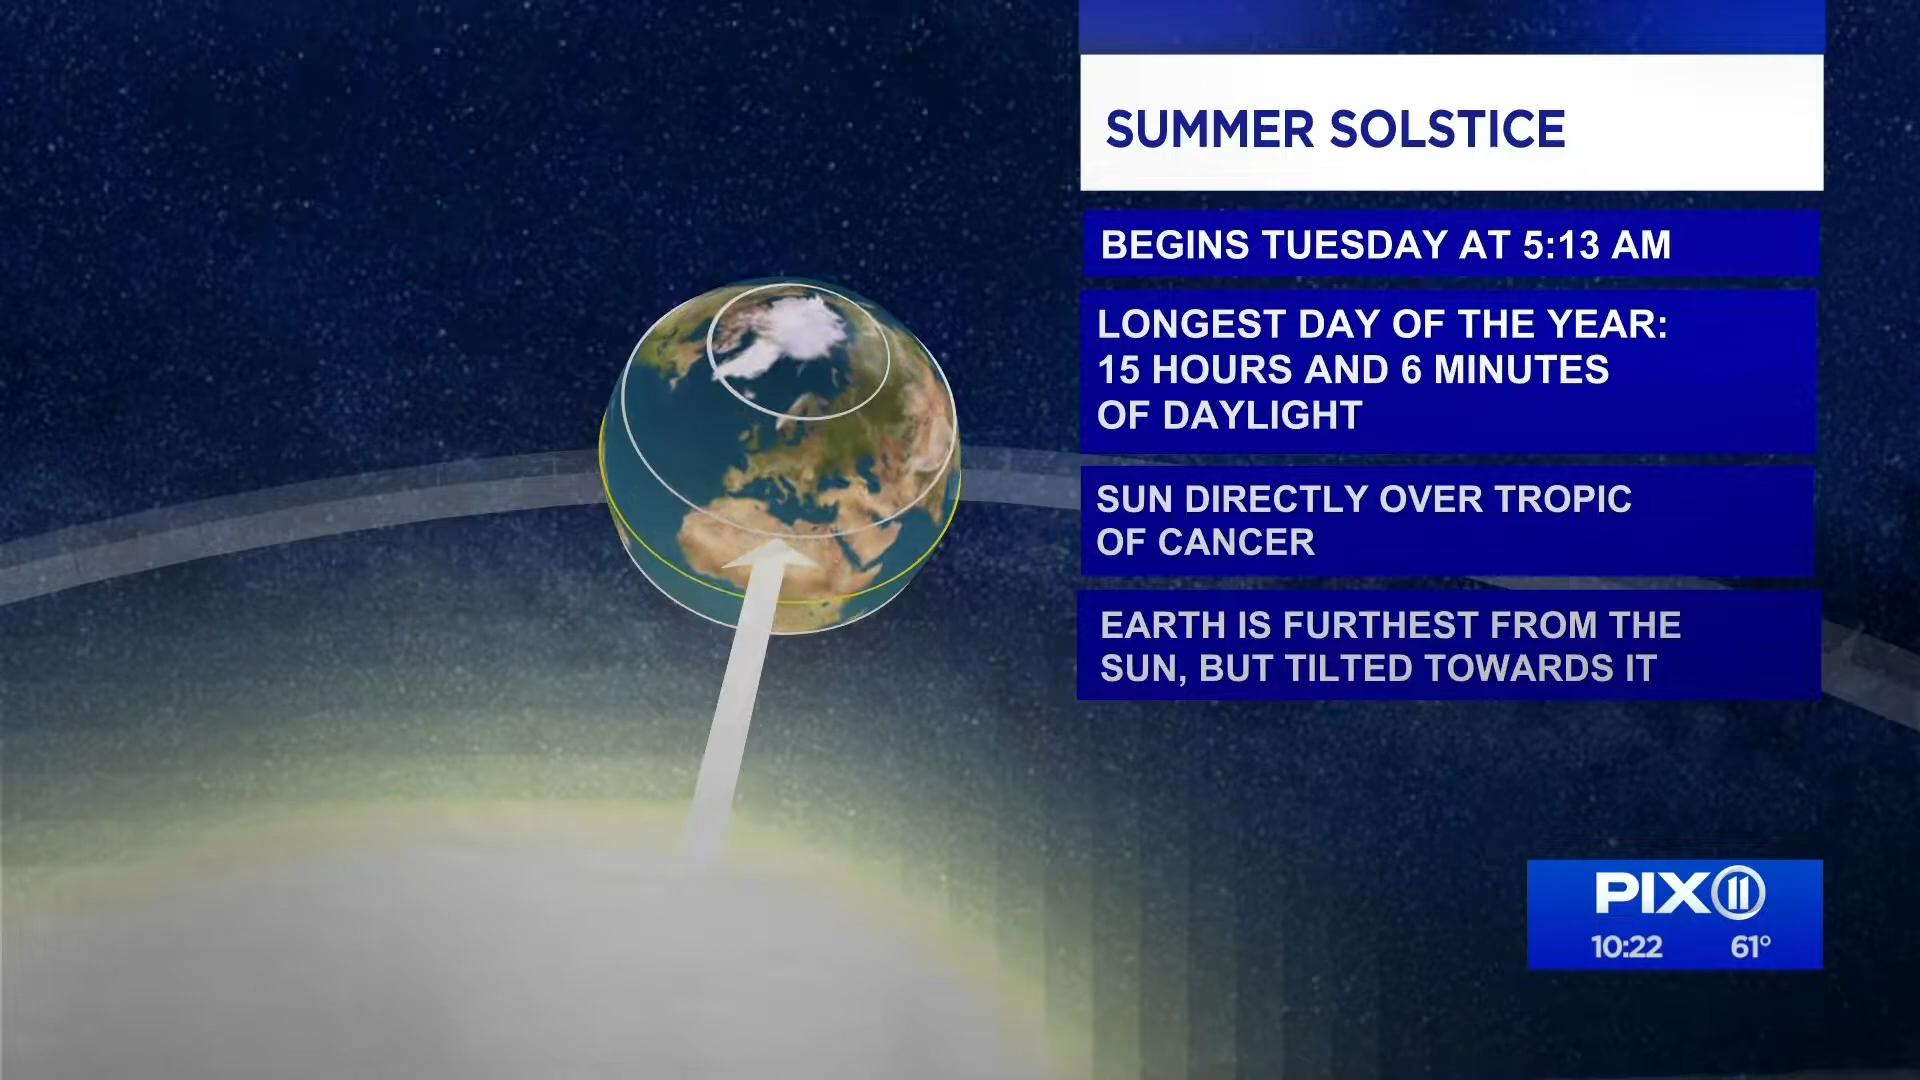 SUMMER SOLSTICE
BEGINS TUESDAY AT 5:13 AM
LONGEST DAY OF THE YEAR:
15 HOURS AND 6 MINUTES
OF DAYLIGHT
SUN DIRECTLY OVER TROPIC
OF CANCER
EARTH IS FURTHEST FROM THE
SUN, BUT TILTED TOWARDS IT
PIX11
10:22 61°